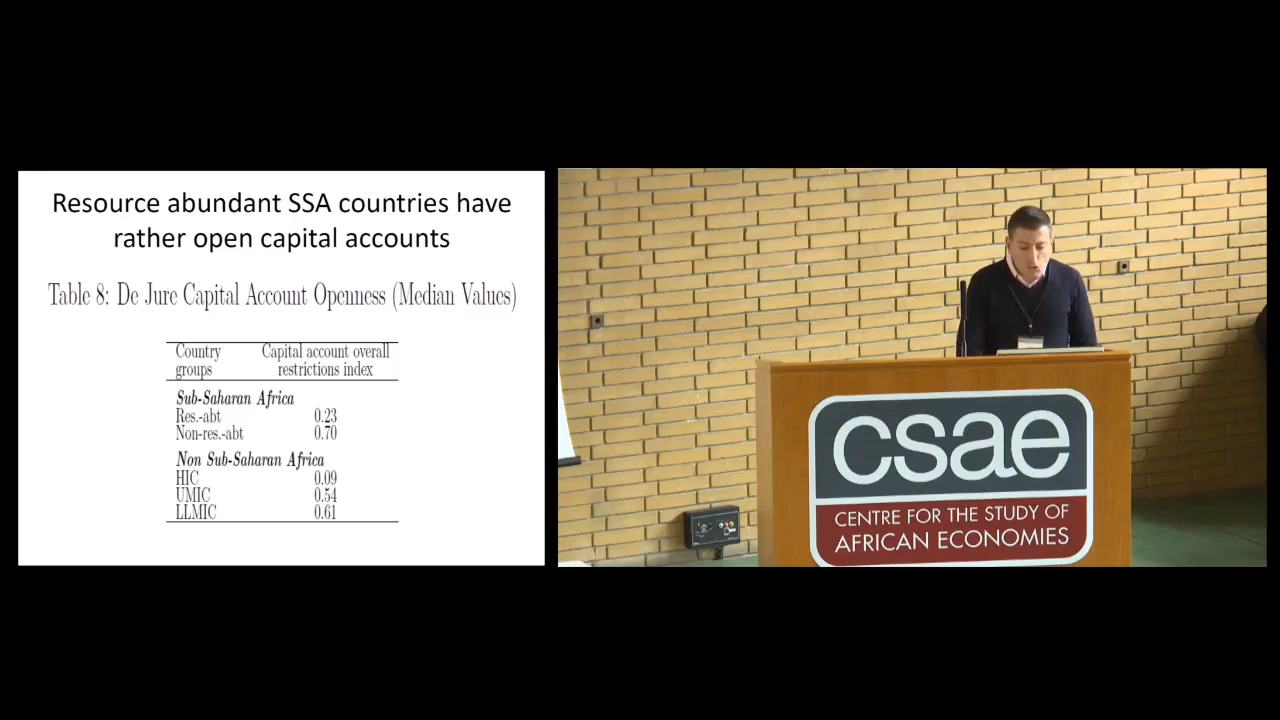 Resource abundant SSA countries have
rather open capital accounts
Table 8: De Jure Capital Account Openness (Median Values)
Country groups Capital account overall restrictions index
Sub-Saharan Africa
Res.-abt 0.23
Non-res.-abt 0.70
Non Sub-Saharan Africa
HIC 0.09
UMIC 0.54
LLMIC 0.61
csae
CENTRE FOR THE STUDY OF
AFRICAN ECONOMIES